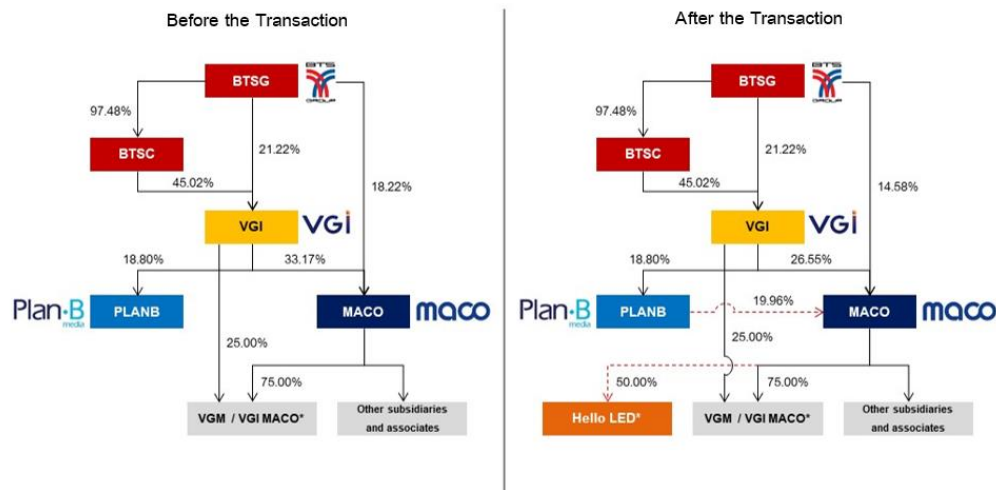 Before the Transaction
BTSG
BTS
GROUP
97.48%
BTSC
21.22%
45.02%
18.22%
VGI
VGI
18.80%
33.17%
Plan·B
media
PLANB
MACO
maco
25.00%
75.00%
VGM / VGI MACO*
Other subsidiaries
and associates
After the Transaction
BTSG
BTS
GROUP
97.48%
BTSC
21.22%
45.02%
14.58%
VGI
VGI
18.80%
26.55%
Plan·B
media
PLANB
19.96%
MACO
maco
25.00%
50.00%
75.00%
Hello LED*
VGM / VGI MACO*
Other subsidiaries
and associates